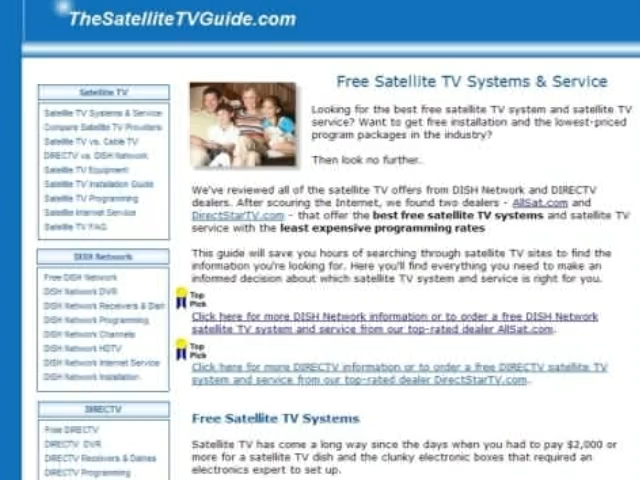 TheSatelliteTVGuide.com
Satellite TV
Satellite TV Systems & Service
Compare Satellite TV Providers
Satellite TV vs. Cable TV
DIRECTV vs. DISH Network
Satellite TV Equipment
Satellite TV Installation Guide
Satellite TV Programming
Satellite Internet Service
Satellite TV FAQ
DISH Network
Free DISH Network
DISH Network DVR
DISH Network Receivers & Dish
DISH Network Programming
DISH Network Channels
DISH Network HDTV
DISH Network Internet Service
DISH Network Installation
DIRECTV
Free DIRECTV
DIRECTV DVR
DIRECTV Receivers & Dishes
DIRECTV Programming
Free Satellite TV Systems & Service
Looking for the best free satellite TV system and satellite TV
service? Want to get free installation and the lowest-priced
program packages in the industry?
Then look no further.
We've reviewed all of the satellite TV offers from DISH Network and DIRECTV
dealers. After scouring the Internet, we found two dealers - AllSat.com and
DirectStarTV.com - that offer the best free satellite TV systems and satellite TV
service with the least expensive programming rates
This guide will save you hours of searching through satellite TV sites to find the
information you're looking for. Here you'll find everything you need to make an
informed decision about which satellite TV system and service is right for you.
Top
Pick
Click here for more DISH Network information or to order a free DISH Network
satellite TV system and service from our top-rated dealer AllSat.com.
Top
Pick
Click here for more DIRECTV information or to order a free DIRECTV satellite TV
system and service from our top-rated dealer DirectStarTV.com.
Free Satellite TV Systems
Satellite TV has come a long way since the days when you had to pay $2,000 or
more for a satellite TV dish and the clunky electronic boxes that required an
electronics expert to set up.